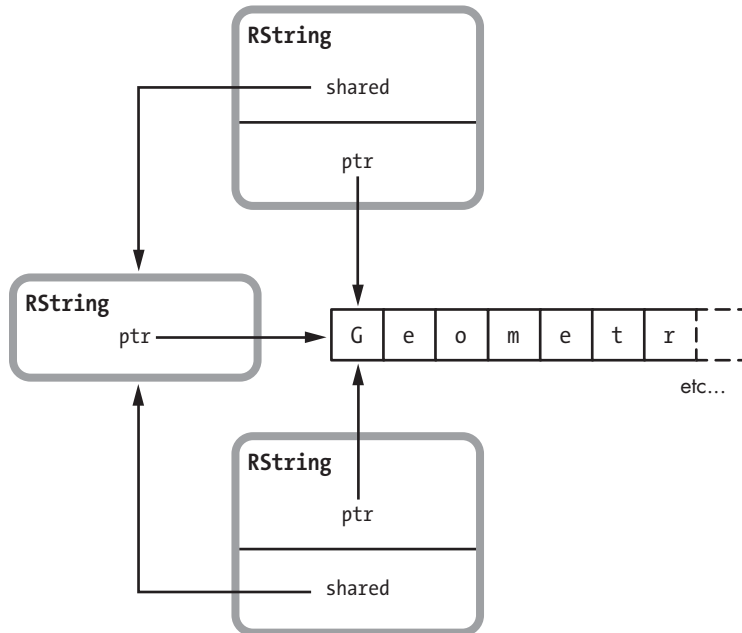 RString
shared
ptr
RString
ptr
G e o m e t r
etc...
RString
ptr
shared